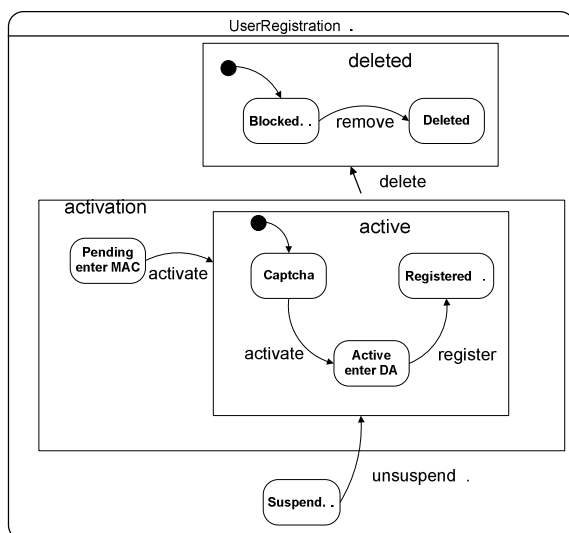 UserRegistration .
deleted
Blocked. .
remove
Deleted
delete
activation
active
Pending
enter MAC
activate
Captcha
Registered .
activate
Active
enter DA
register
unsuspend .
Suspend. .